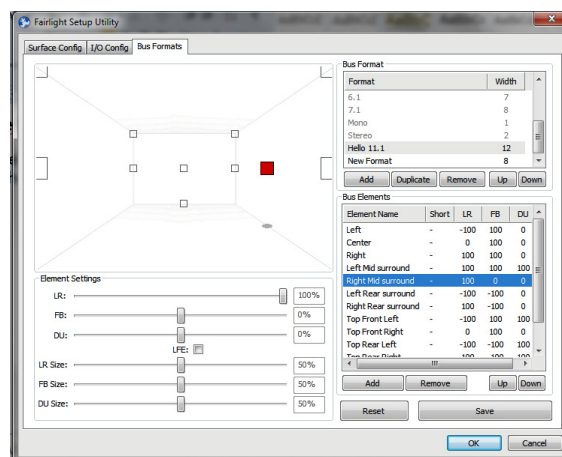 Fairlight Setup Utility
Surface Config I/O Config Bus Formats
Bus Format
Format Width
6.1 7
7.1 8
Mono 1
Stereo 2
Hello 11.1 12
New Format 8
Add Duplicate Remove Up Down
Bus Elements
Element Name Short LR FB DU
Left - -100 100 0
Center - 0 100 0
Right - 100 100 0
Left Mid surround - 100 100 100
Right Mid surround - 100 0 0
Left Rear surround - -100 -100 0
Right Rear surround - 100 -100 0
Top Front Left - -100 100 100
Top Front Right - 0 100 0
Top Rear Left - -100 -100 100
Top Rear Right - 100 -100 100
Add Remove Up Down
Reset Save
Element Settings
LR: 100%
FB: 0%
DU: 0%
LFE:
LR Size: 50%
FB Size: 50%
DU Size: 50%
OK Cancel